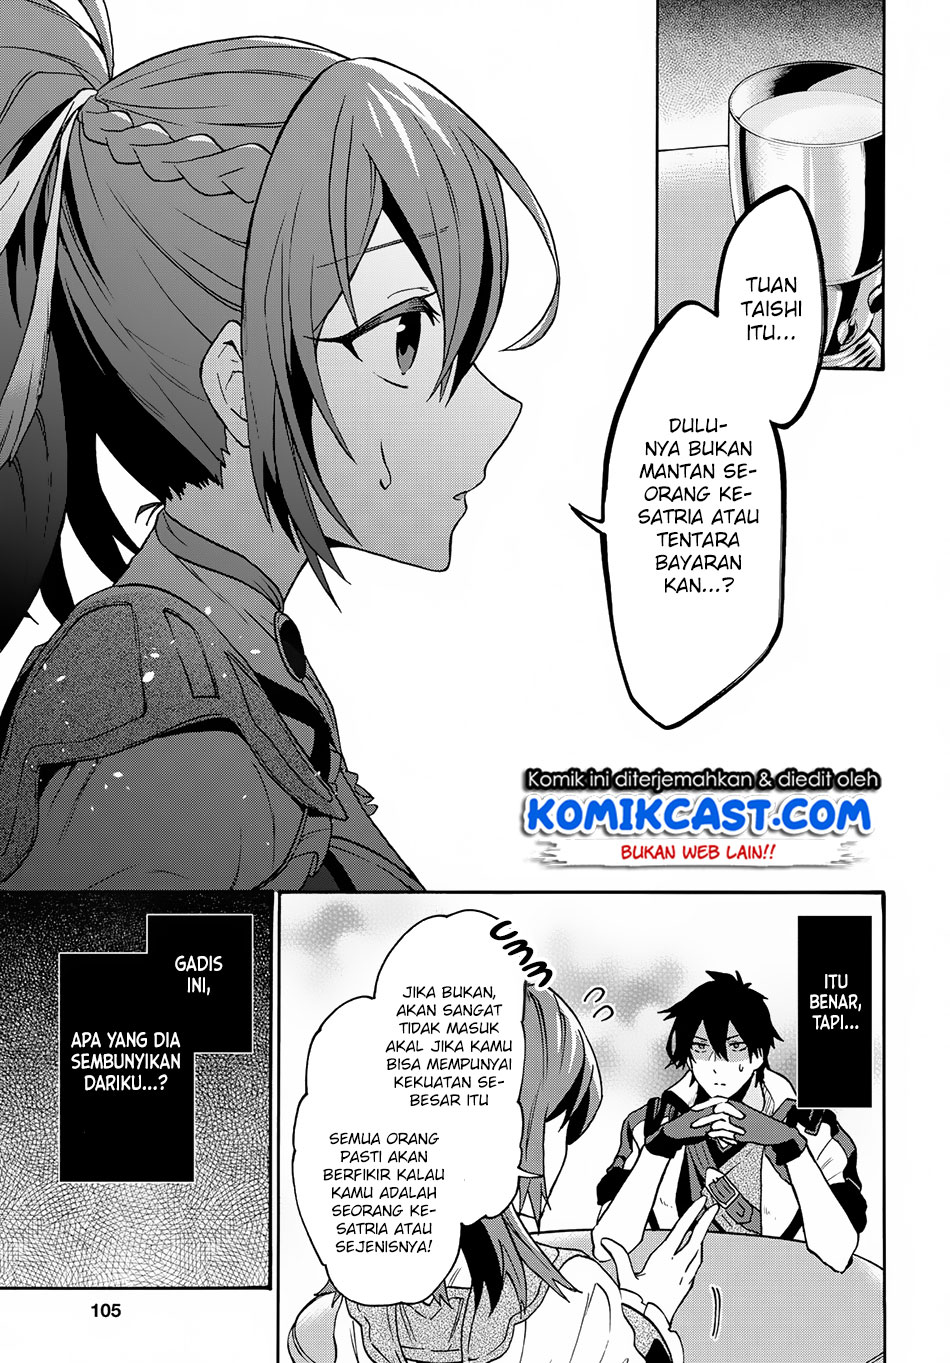 TUAN
TAISHI
ITU...
DULU-
NYA BUKAN
MANTAN SE-
ORANG KE-
SATRIA ATAU
TENTARA
BAYARAN
KAN...?
Komik ini diterjemahkan & diedit oleh
KOMIKCAST.COM
BUKAN WEB LAIN!!
ITU
BENAR,
TAPI...
UMM
JIKA BUKAN,
AKAN SANGAT
TIDAK MASUK
AKAL JIKA KAMU
BISA MEMPUNYAI
KEKUATAN SE-
BESAR ITU
SEMUA ORANG
PASTI AKAN
BERFIKIR KALAU
KAMU ADALAH
SEORANG KE-
SATRIA ATAU
SEJENISNYA!
GADIS
INI,
APA YANG DIA
SEMBUNYIKAN
DARIKU...?
105